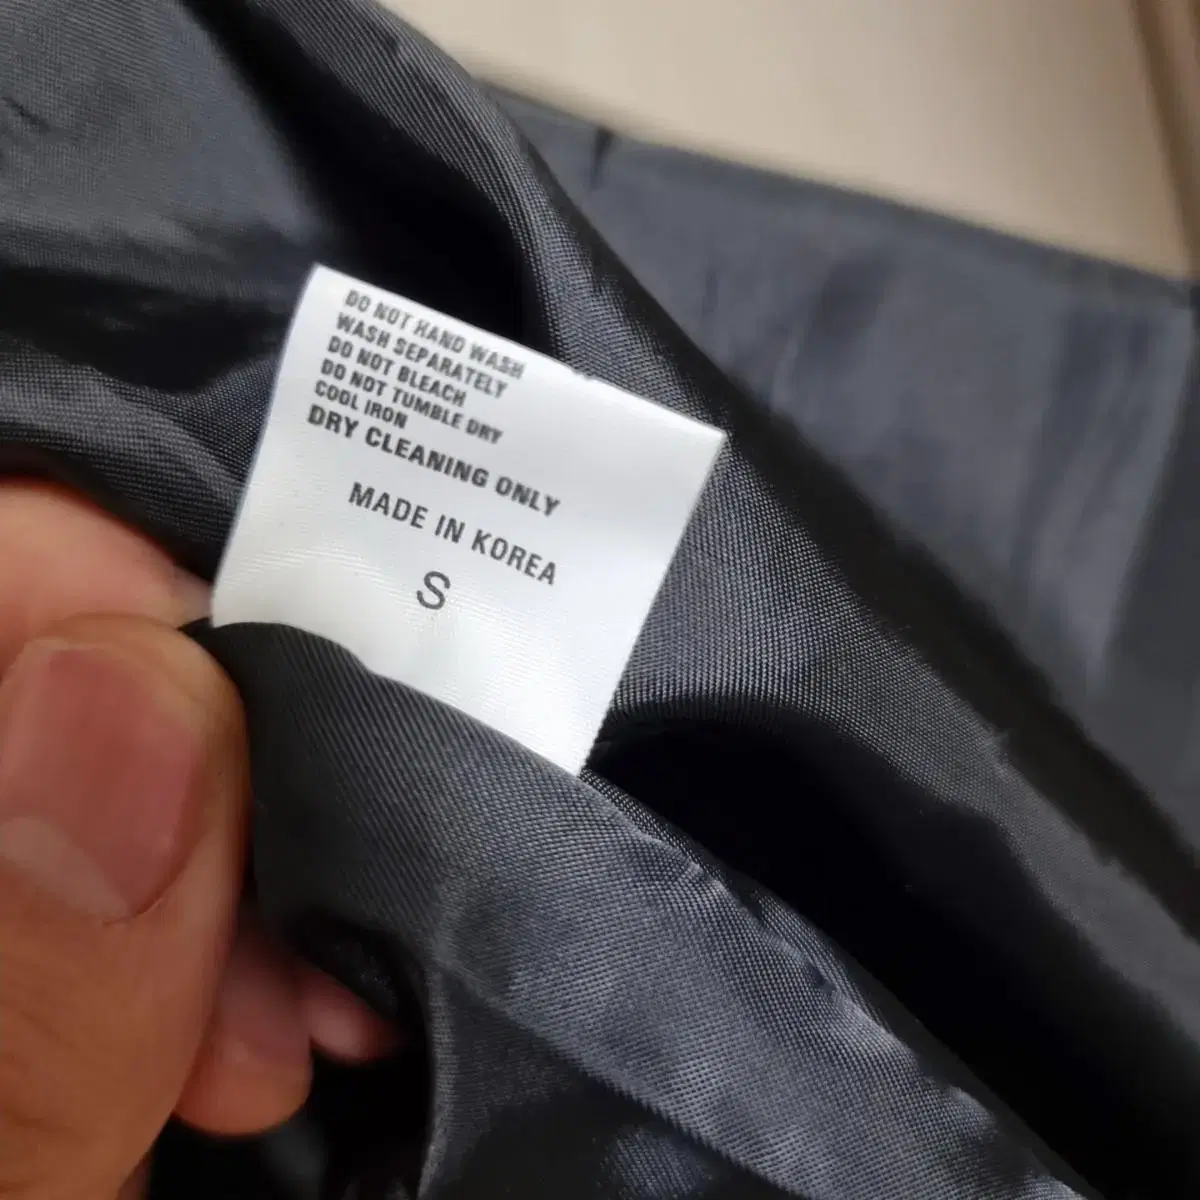 DO NOT HAND WASH
WASH SEPARATELY
DO NOT BLEACH
DO NOT TUMBLE DRY
COOL IRON
DRY CLEANING ONLY
MADE IN KOREA
S